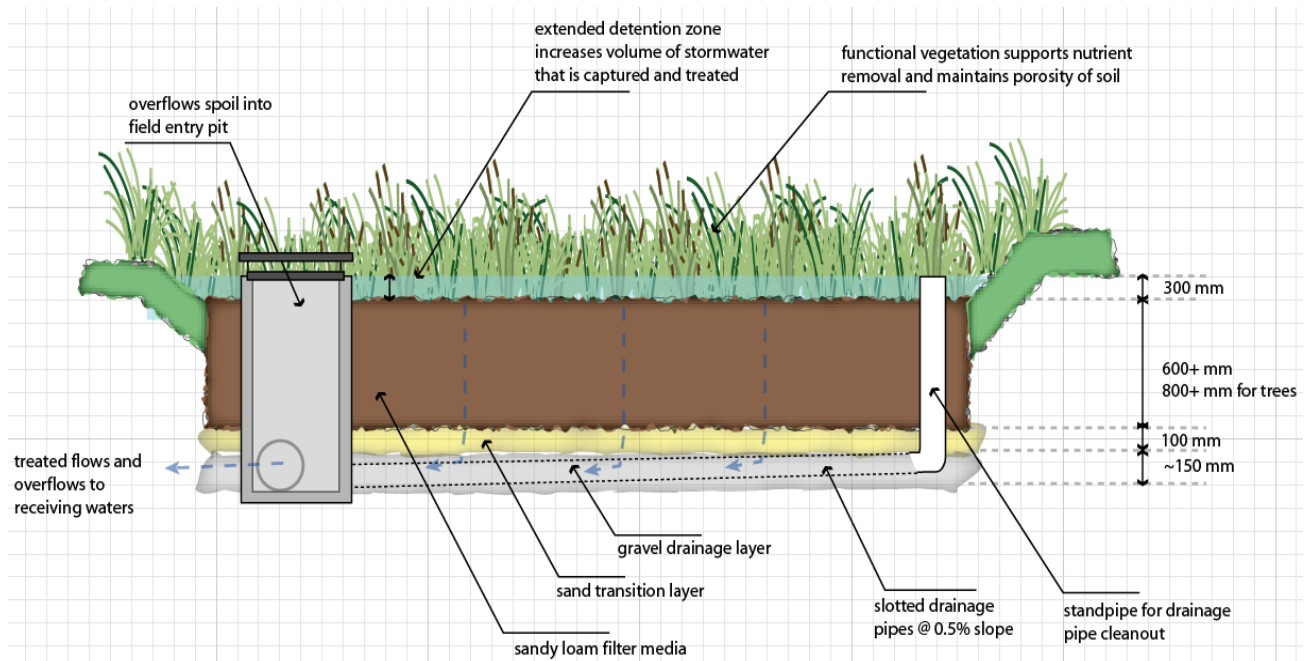 extended detention zone
increases volume of stormwater
that is captured and treated
functional vegetation supports nutrient
removal and maintains porosity of soil
overflows spoil into
field entry pit
300 mm
600+ mm
800+ mm for trees
100 mm
~150 mm
treated flows and
overflows to
receiving waters
gravel drainage layer
sand transition layer
sandy loam filter media
slotted drainage
pipes @ 0.5% slope
standpipe for drainage
pipe cleanout